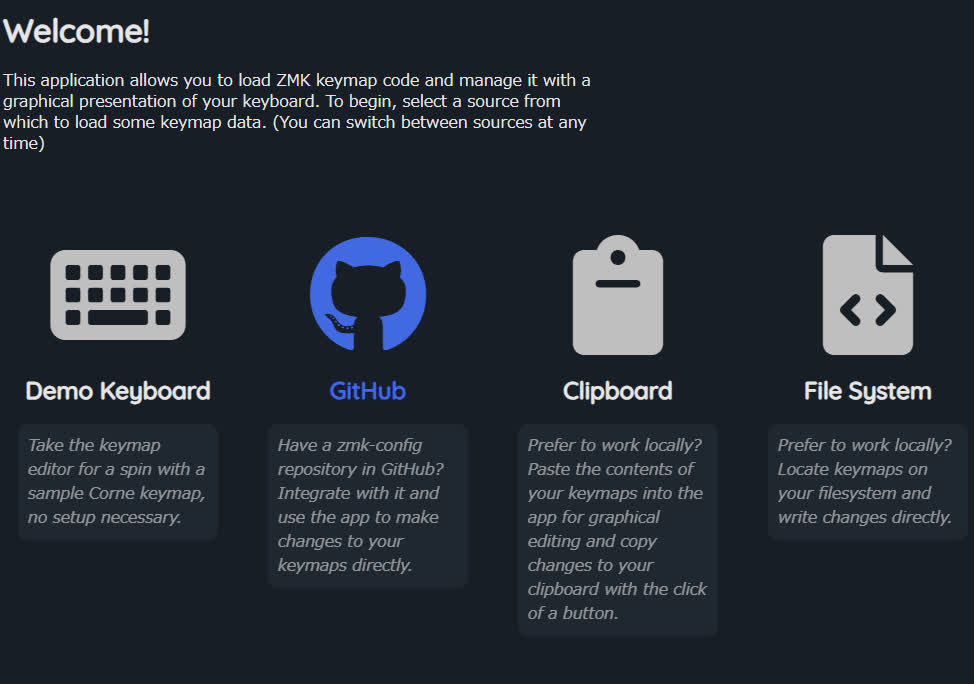 Welcome!
This application allows you to load ZMK keymap code and manage it with a
graphical presentation of your keyboard. To begin, select a source from
which to load some keymap data. (You can switch between sources at any
time)
Demo Keyboard
Take the keymap
editor for a spin with a
sample Corne keymap,
no setup necessary.
GitHub
Have a zmk-config
repository in GitHub?
Integrate with it and
use the app to make
changes to your
keymaps directly.
Clipboard
Prefer to work locally?
Paste the contents of
your keymaps into the
app for graphical
editing and copy
changes to your
clipboard with the click
of a button.
File System
Prefer to work locally?
Locate keymaps on
your filesystem and
write changes directly.